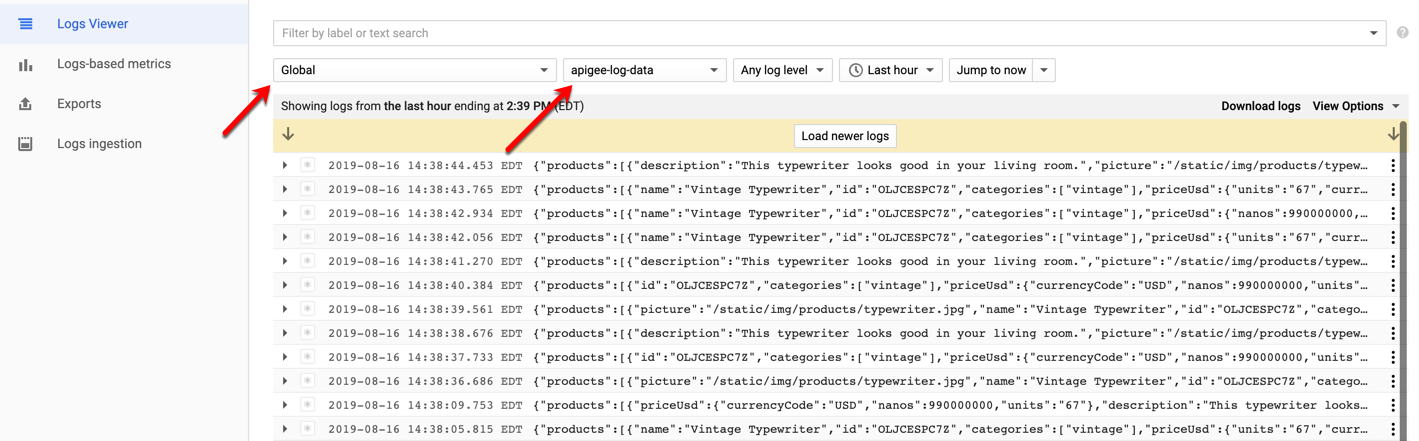 Logs Viewer
Logs-based metrics
Exports
Logs ingestion
Filter by label or text search
Global apigee-log-data Any log level Last hour Jump to now
Showing logs from the last hour ending at 2:39 PM (EDT) Download logs View Options
Load newer logs
2019-08-16 14:38:44.453 EDT {"products":[{"description":"This typewriter looks good in your living room.","picture":"/static/img/products/typew…
2019-08-16 14:38:43.765 EDT {"products":[{"name":"Vintage Typewriter","id":"OLJCESPC7Z","categories":["vintage"],"priceUsd":{"units":"67","curr…
2019-08-16 14:38:42.934 EDT {"products":[{"name":"Vintage Typewriter","id":"OLJCESPC7Z","categories":["vintage"],"priceUsd":{"nanos":990000000,…
2019-08-16 14:38:42.056 EDT {"products":[{"name":"Vintage Typewriter","id":"OLJCESPC7Z","categories":["vintage"],"priceUsd":{"units":"67","curr…
2019-08-16 14:38:41.270 EDT {"products":[{"description":"This typewriter looks good in your living room.","picture":"/static/img/products/typew…
2019-08-16 14:38:40.384 EDT {"products":[{"id":"OLJCESPC7Z","categories":["vintage"],"priceUsd":{"currencyCode":"USD","nanos":990000000,"units"…
2019-08-16 14:38:39.561 EDT {"products":[{"picture":"/static/img/products/typewriter.jpg","name":"Vintage Typewriter","id":"OLJCESPC7Z","catego…
2019-08-16 14:38:38.676 EDT {"products":[{"description":"This typewriter looks good in your living room.","picture":"/static/img/products/typew…
2019-08-16 14:38:37.733 EDT {"products":[{"id":"OLJCESPC7Z","categories":["vintage"],"priceUsd":{"currencyCode":"USD","nanos":990000000,"units"…
2019-08-16 14:38:36.686 EDT {"products":[{"picture":"/static/img/products/typewriter.jpg","name":"Vintage Typewriter","id":"OLJCESPC7Z","catego…
2019-08-16 14:38:09.753 EDT {"products":[{"priceUsd":{"currencyCode":"USD","nanos":990000000,"units":"67"},"description":"This typewriter looks…
2019-08-16 14:38:05.815 EDT {"products":[{"name":"Vintage Typewriter","id":"OLJCESPC7Z","categories":["vintage"],"priceUsd":{"units":"67","curr…